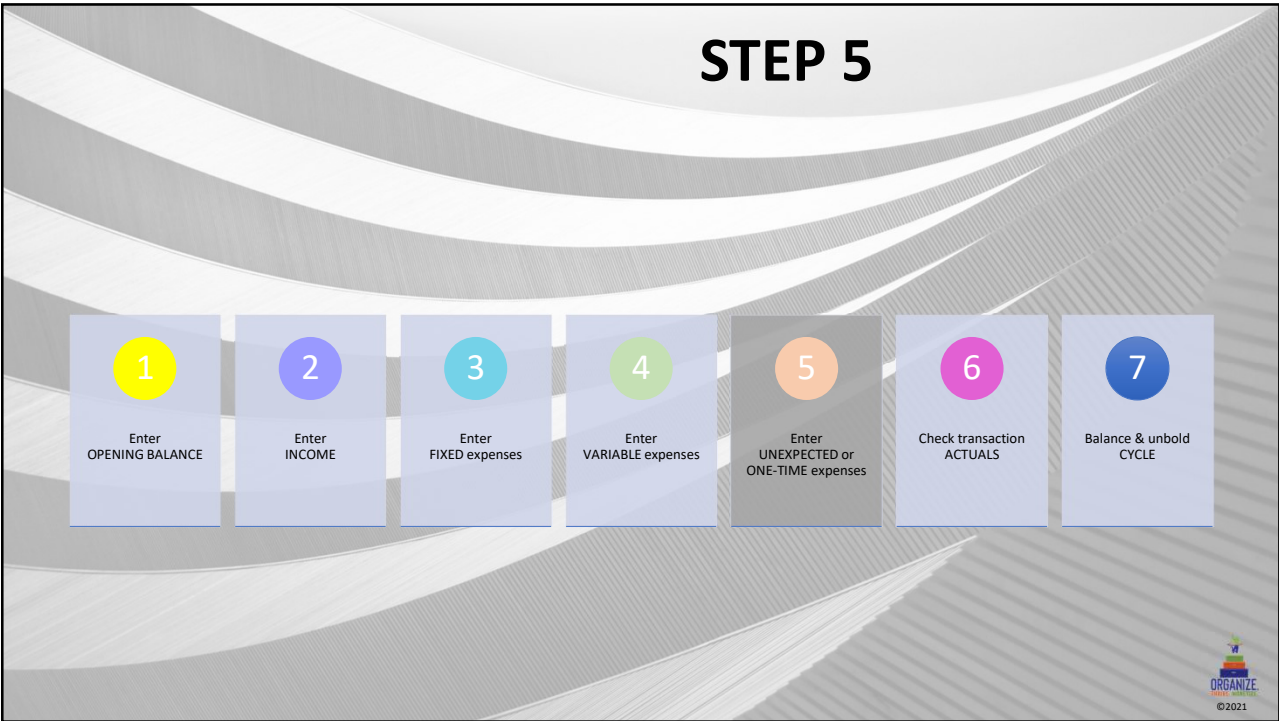 STEP 5
1
Enter
OPENING BALANCE
2
Enter
INCOME
3
Enter
FIXED expenses
4
Enter
VARIABLE expenses
5
Enter
UNEXPECTED or
ONE-TIME expenses
6
Check transaction
ACTUALS
7
Balance & unbold
CYCLE
ORGANIZE.
©2021